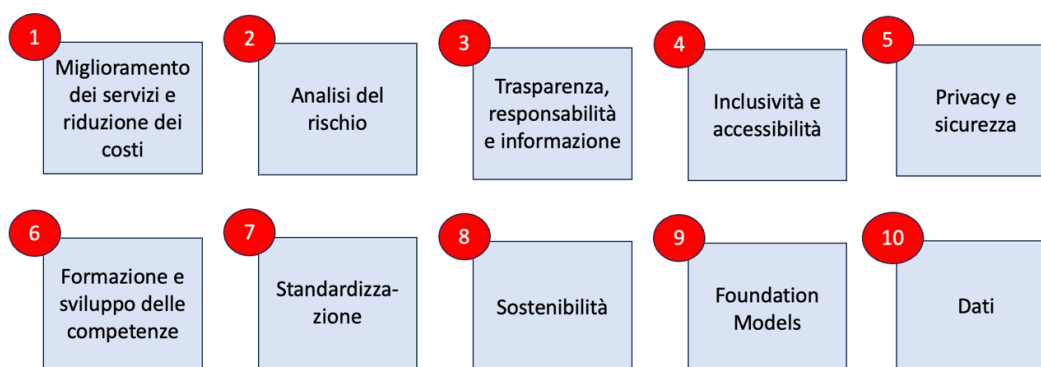 1
Miglioramento
dei servizi e
riduzione dei
costi
2
Analisi del
rischio
3
Trasparenza,
responsabilità
e informazione
4
Inclusività e
accessibilità
5
Privacy e
sicurezza
6
Formazione e
sviluppo delle
competenze
7
Standardizza-
zione
8
Sostenibilità
9
Foundation
Models
10
Dati